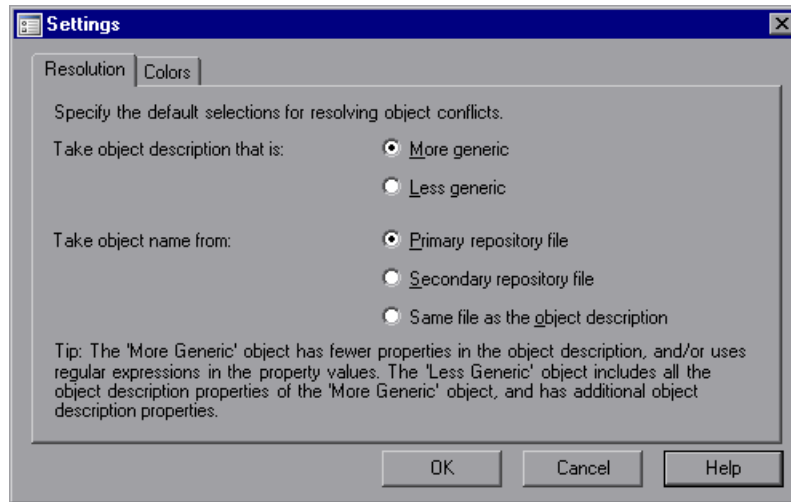 Settings
Resolution Colors
Specify the default selections for resolving object conflicts.
Take object description that is: More generic
Less generic
Take object name from: Primary repository file
Secondary repository file
Same file as the object description
Tip: The 'More Generic' object has fewer properties in the object description, and/or uses
regular expressions in the property values. The 'Less Generic' object includes all the
object description properties of the 'More Generic' object, and has additional object
description properties.
OK Cancel Help